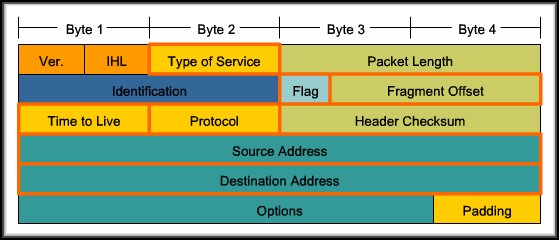 Byte 1 Byte 2 Byte 3 Byte 4
Ver. IHL Type of Service Packet Length
Identification Flag Fragment Offset
Time to Live Protocol Header Checksum
Source Address
Destination Address
Options Padding